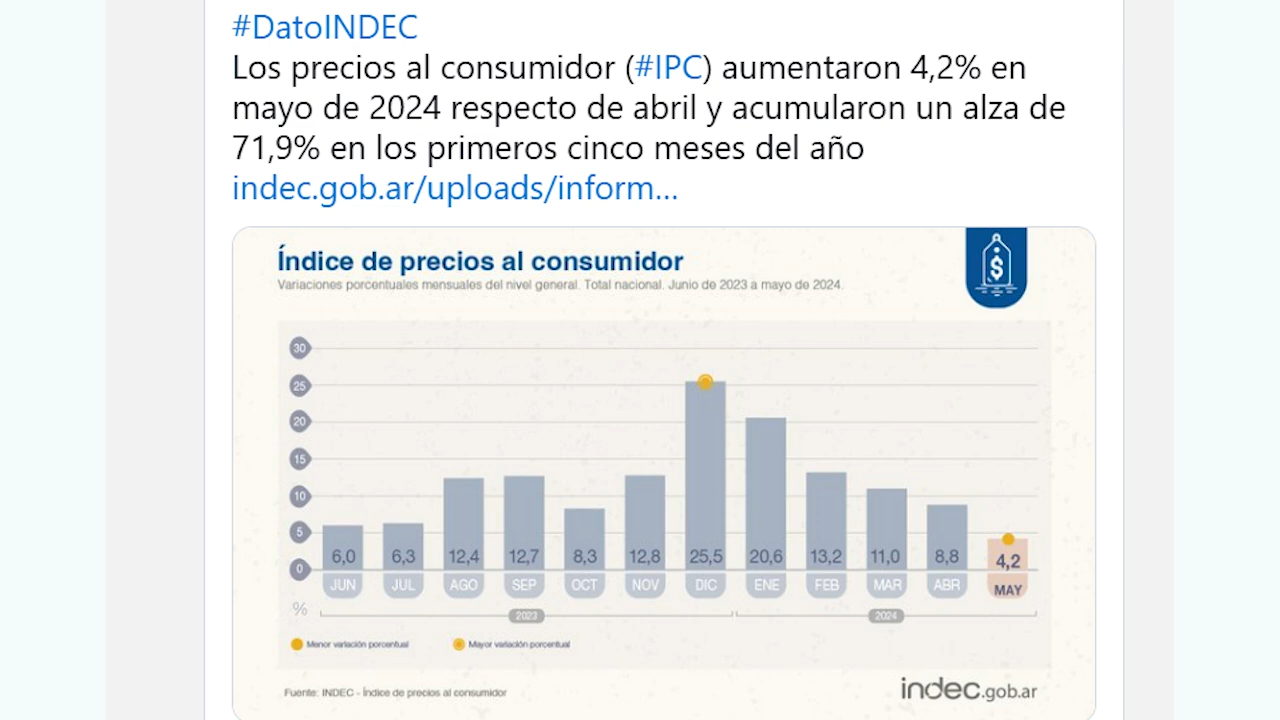 #DatoINDEC
Los precios al consumidor (#IPC) aumentaron 4,2% en
mayo de 2024 respecto de abril y acumularon un alza de
71,9% en los primeros cinco meses del año
indec.gob.ar/uploads/inform...
Índice de precios al consumidor
Variaciones porcentuales mensuales del nivel general. Total nacional. Junio de 2023 a mayo de 2024.
$
30
25
20
15
10
5
0
6,0 6,3 12,4 12,7 8,3 12,8 25,5 20,6 13,2 11,0 8,8 4,2
JUN JUL AGO SEP OCT NOV DIC ENE FEB MAR ABR MAY
%
2023 2024
Menor variación porcentual Mayor variación porcentual
Fuente: INDEC - Índice de precios al consumidor
indec.gob.ar